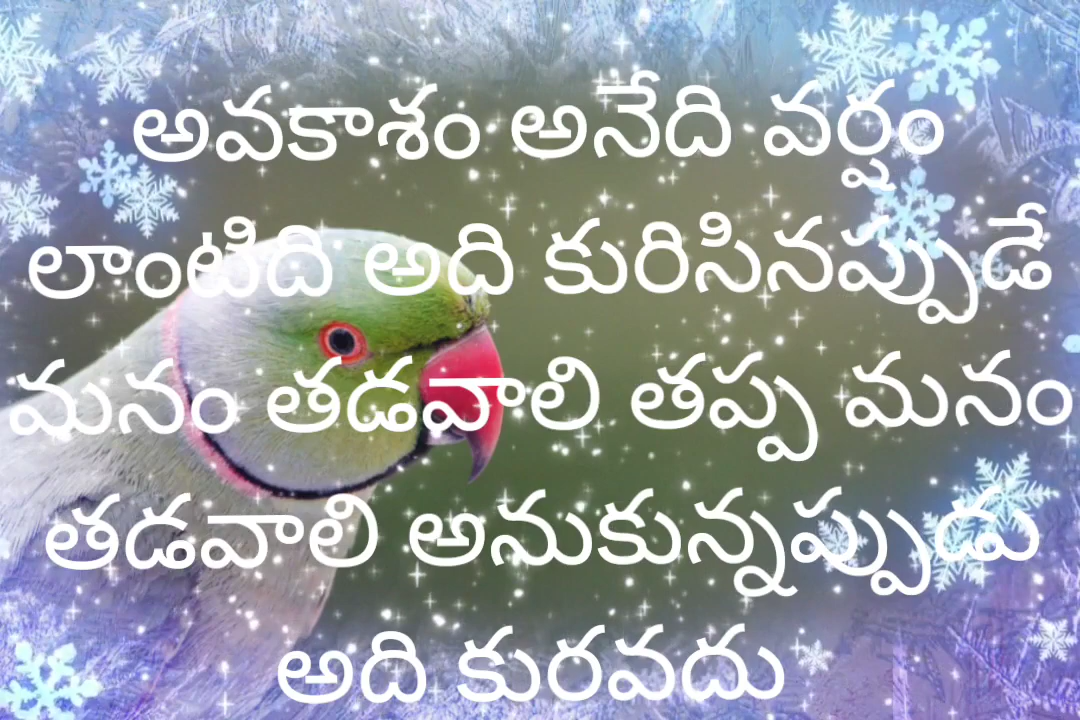 అవకాశం అనేది వర్షం
లాంటిది అది కురిసినప్పుడే
మనం తడవాలి తప్ప మనం
తడవాలి అనుకున్నప్పుడు
అది కురవదు